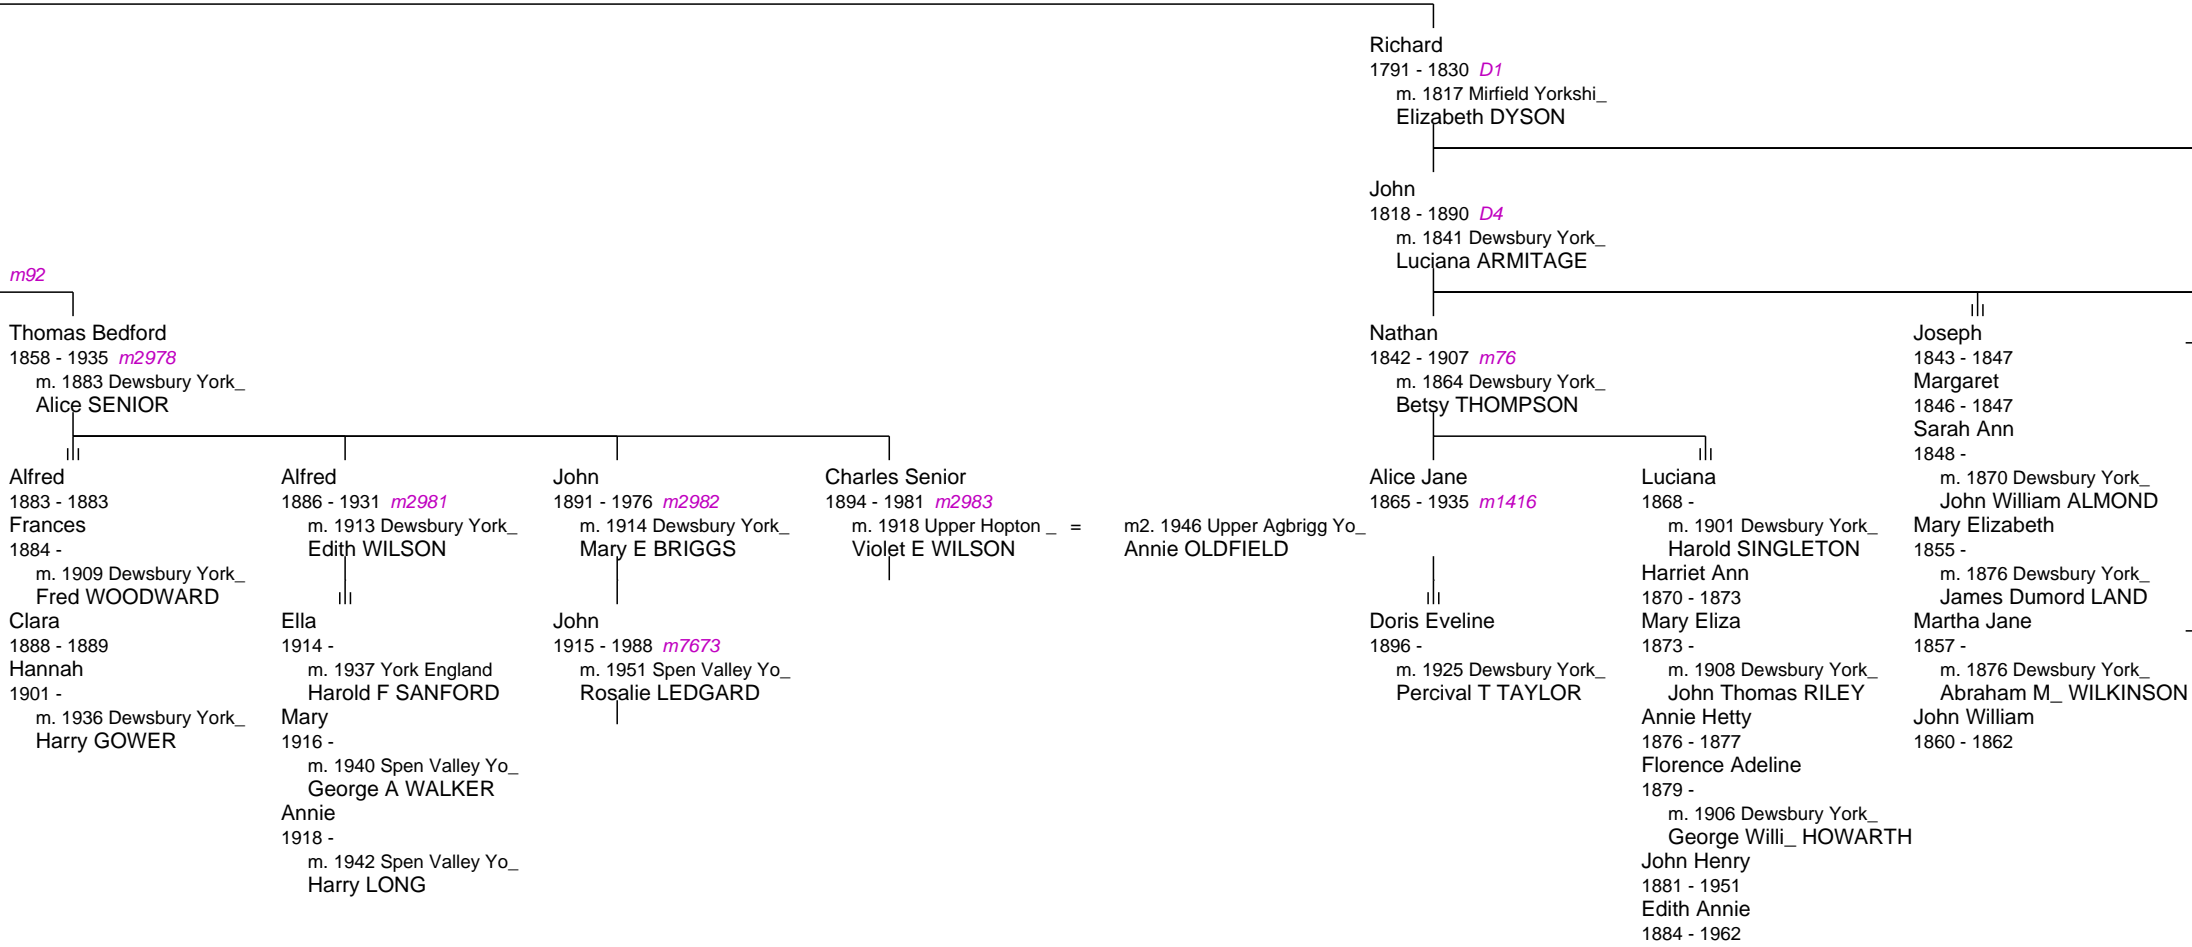 Richard
1791 - 1830 D1
m. 1817 Mirfield Yorkshi_
Elizabeth DYSON
John
1818 - 1890 D4
m. 1841 Dewsbury York_
Luciana ARMITAGE
m92
Thomas Bedford
1858 - 1935 m2978
m. 1883 Dewsbury York_
Alice SENIOR
Alfred
1883 - 1883
Frances
1884 -
m. 1909 Dewsbury York_
Fred WOODWARD
Clara
1888 - 1889
Hannah
1901 -
m. 1936 Dewsbury York_
Harry GOWER
Alfred
1886 - 1931 m2981
m. 1913 Dewsbury York_
Edith WILSON
Ella
1914 -
m. 1937 York England
Harold F SANFORD
Mary
1916 -
m. 1940 Spen Valley Yo_
George A WALKER
Annie
1918 -
m. 1942 Spen Valley Yo_
Harry LONG
John
1891 - 1976 m2982
m. 1914 Dewsbury York_
Mary E BRIGGS
John
1915 - 1988 m7673
m. 1951 Spen Valley Yo_
Rosalie LEDGARD
Charles Senior
1894 - 1981 m2983
m. 1918 Upper Hopton _ =
Violet E WILSON
m2. 1946 Upper Agbrigg Yo_
Annie OLDFIELD
Nathan
1842 - 1907 m76
m. 1864 Dewsbury York_
Betsy THOMPSON
Alice Jane
1865 - 1935 m1416
Doris Eveline
1896 -
m. 1925 Dewsbury York_
Percival T TAYLOR
Luciana
1868 -
m. 1901 Dewsbury York_
Harold SINGLETON
Harriet Ann
1870 - 1873
Mary Eliza
1873 -
m. 1908 Dewsbury York_
John Thomas RILEY
Annie Hetty
1876 - 1877
Florence Adeline
1879 -
m. 1906 Dewsbury York_
George Willi_ HOWARTH
John Henry
1881 - 1951
Edith Annie
1884 - 1962
Joseph
1843 - 1847
Margaret
1846 - 1847
Sarah Ann
1848 -
m. 1870 Dewsbury York_
John William ALMOND
Mary Elizabeth
1855 -
m. 1876 Dewsbury York_
James Dumord LAND
Martha Jane
1857 -
m. 1876 Dewsbury York_
Abraham M_ WILKINSON
John William
1860 - 1862